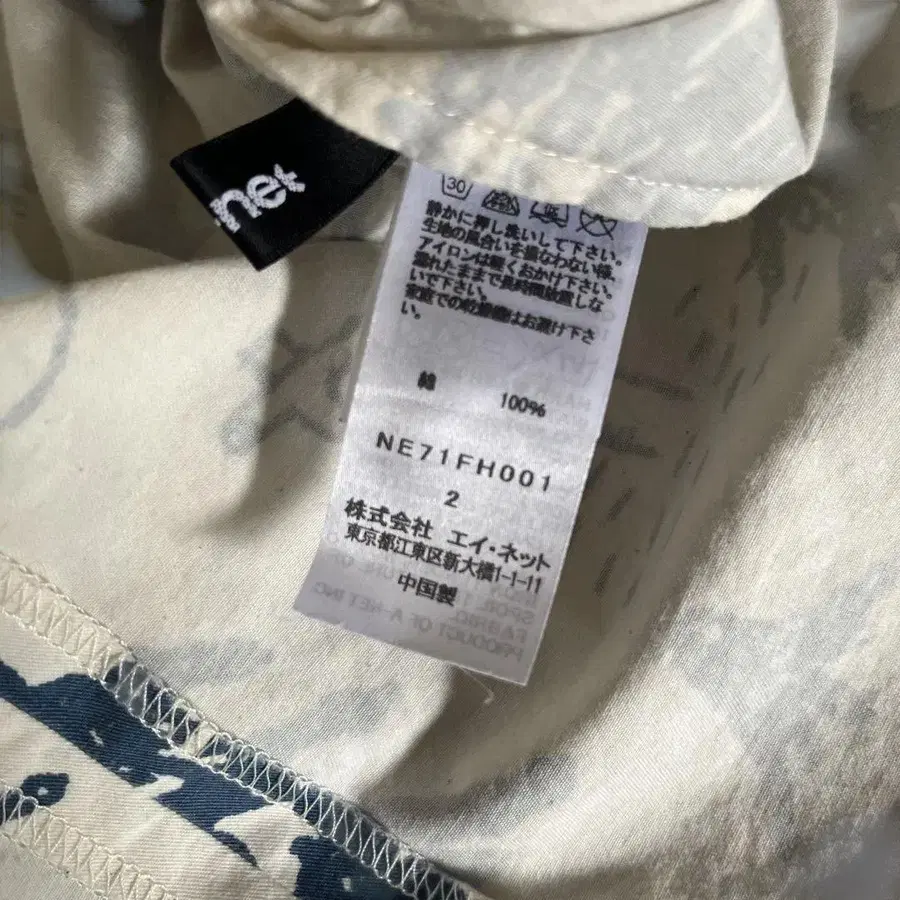 .net
30
静かに押し洗いして下さい。
生地の風合いを損なわない様、
アイロンは軽くおかけ下さい。
濡れたままで長時間放置しな
いで下さい。
家庭での乾燥機はお避け下さ
い。
綿 100%
NE71FH001
2
株式会社 エイ・ネット
東京都江東区新大橋1-1-11
中国製
PRODUCT OF A-NET INC.